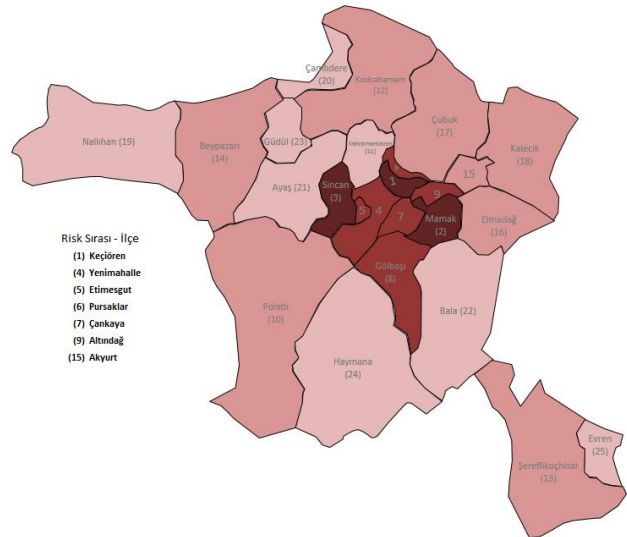 Çamlıdere
(20)
Kızılcahamam
(12)
Çubuk
(17)
Nallıhan (19)
Beypazarı
(14)
Güdül (23)
Kahramankazan
(11)
Kalecik
(18)
15
Ayaş (21)
Sincan
(3)
1
9
5
4
7
Mamak
(2)
Elmadağ
(16)
Risk Sırası - İlçe
(1) Keçiören
(4) Yenimahalle
(5) Etimesgut
(6) Pursaklar
(7) Çankaya
(9) Altındağ
(15) Akyurt
Gölbaşı
(8)
Polatlı
(10)
Bala (22)
Haymana
(24)
Evren
(25)
Şereflikoçhisar
(13)